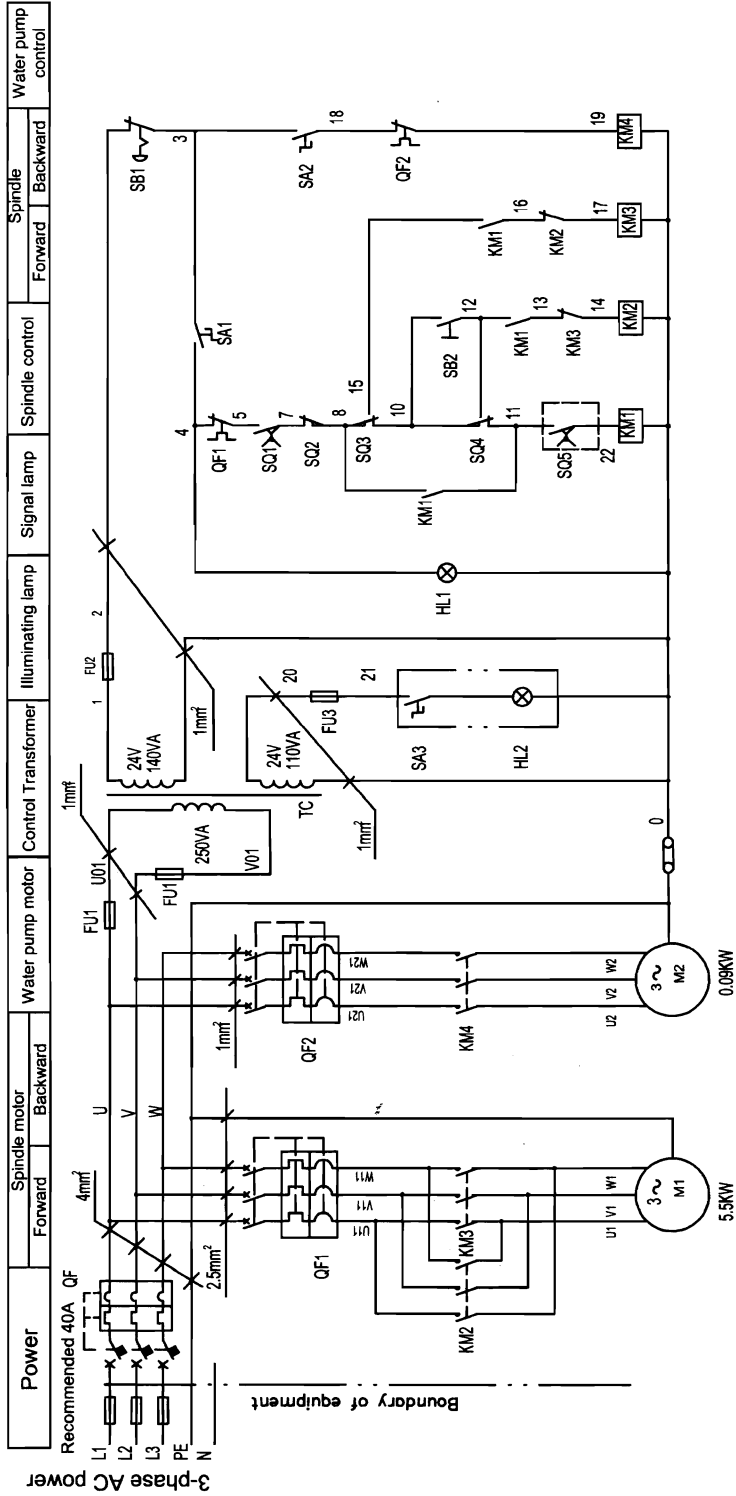 Power
Spindle motor
Forward
Backward
Water pump motor
Control Transformer
Illuminating lamp
Signal lamp
Spindle control
Spindle
Forward
Backward
Water pump control
3-phase AC power
L1
L2
L3
PE
N
Recommended 40A
QF
4mm²
2.5mm²
U
V
W
Boundary of equipment
QF1
U11
V11
W11
KM2
KM3
U1
V1
W1
3~
M1
5.5KW
1mm²
QF2
U21
V21
W21
KM4
U2
V2
W2
3~
M2
0.09KW
FU1
U01
FU1
V01
1mm²
250VA
TC
24V
140VA
24V
110VA
1mm²
1mm²
0
1
FU2
2
20
FU3
21
SA3
HL2
HL1
SB1
3
SA1
4
QF1
5
SQ1
7
SQ2
8
SQ3
15
10
SQ4
11
SQ5
22
KM1
KM1
SB2
12
KM1
13
KM3
14
KM2
KM1
16
KM2
17
KM3
SA2
18
QF2
19
KM4